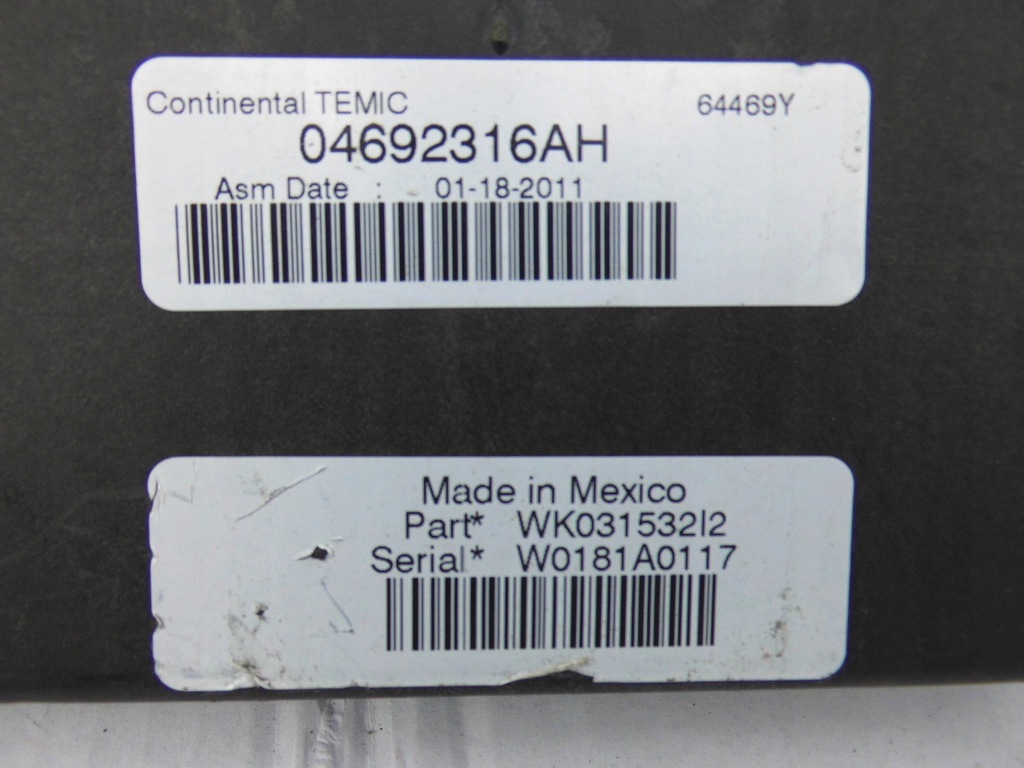 Continental TEMIC 64469Y
04692316AH
Asm Date : 01-18-2011
Made in Mexico
Part* WK031532I2
Serial* W0181A0117